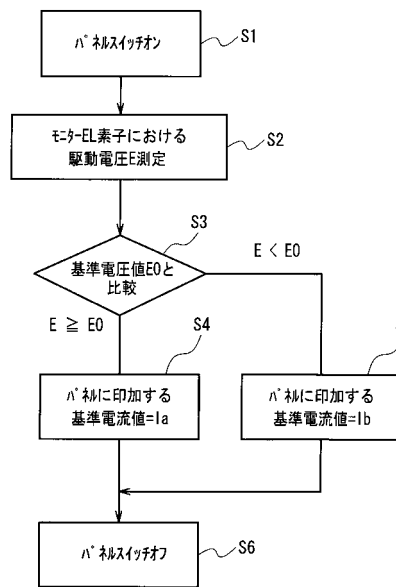 パネルスイッチオン
S1
モニターEL素子における
駆動電圧E測定
S2
S3
基準電圧値E0と
比較
E < E0
E ≧ E0
S4
パネルに印加する
基準電流値=Ia
パネルに印加する
基準電流値=Ib
パネルスイッチオフ
S6